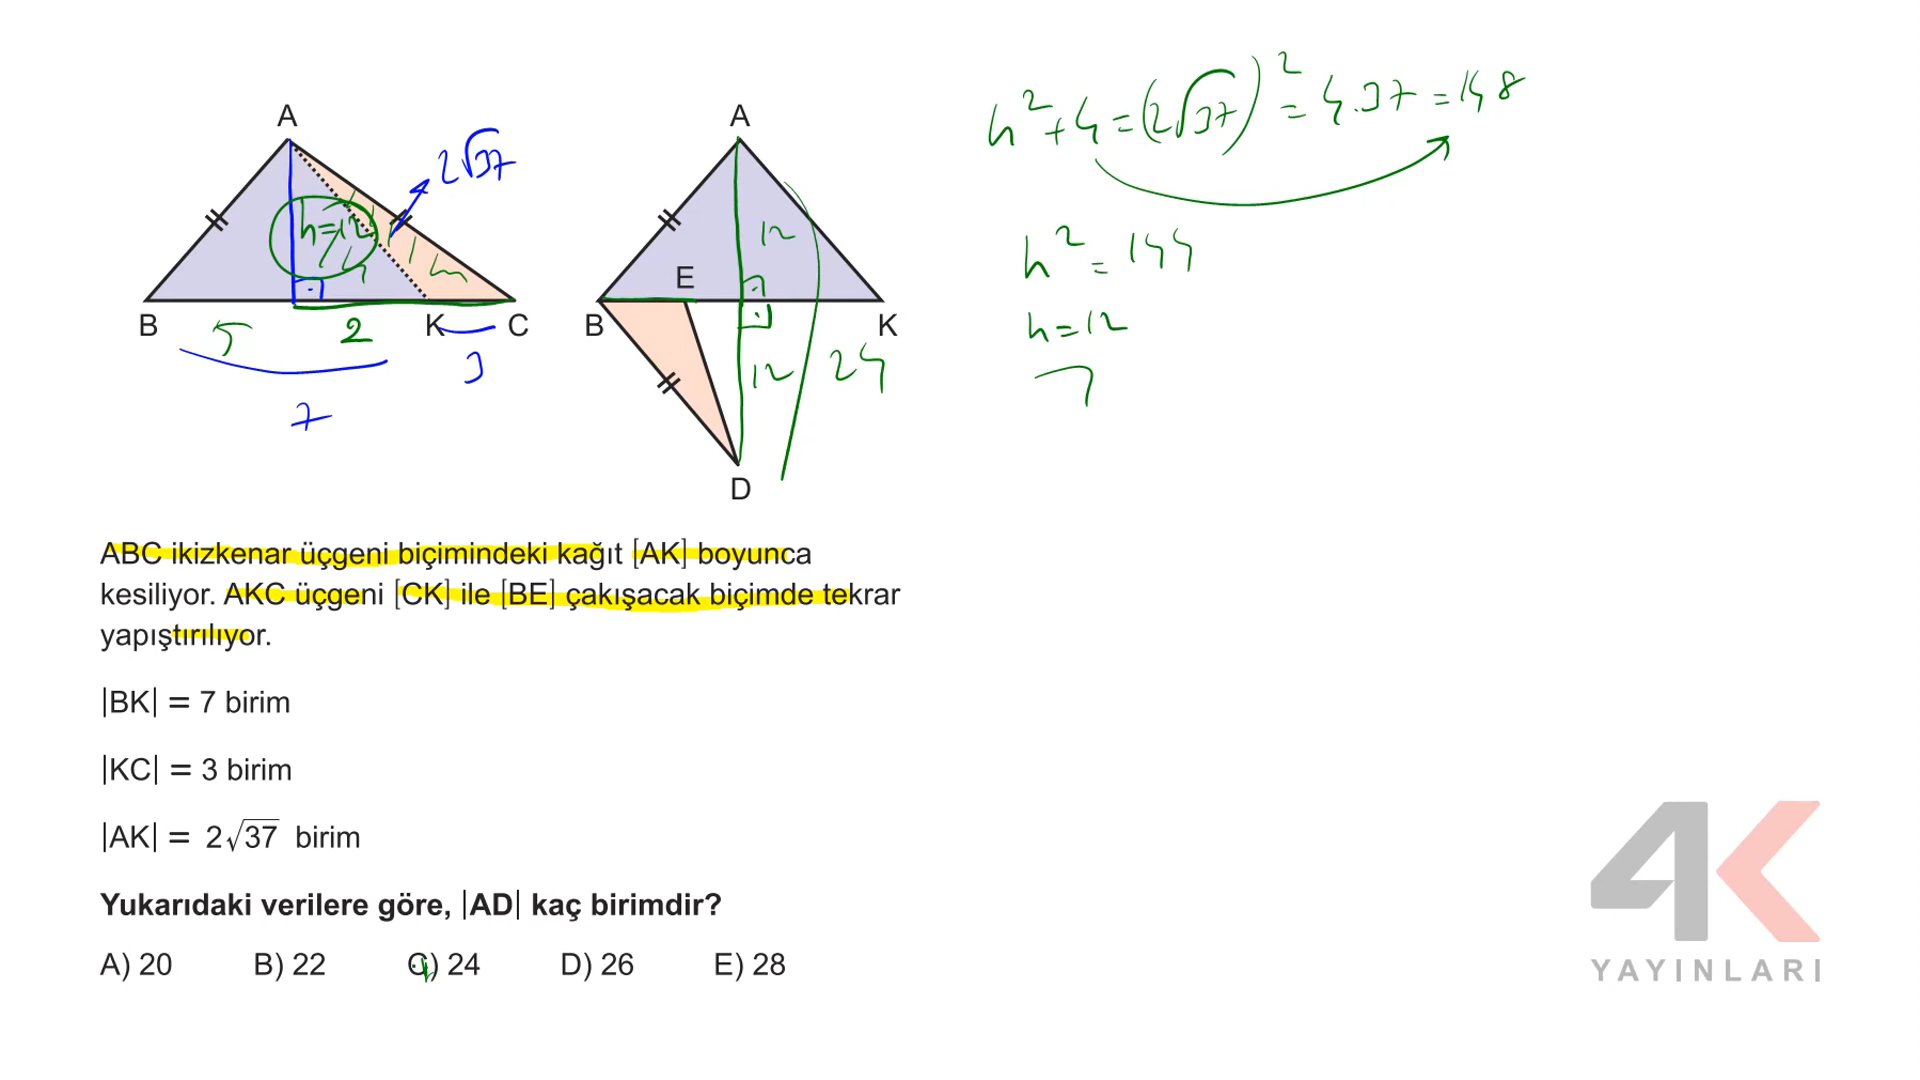 A
2√37
h=12
B
5
2
K
C
3
7
A
12
E
B
K
12
24
D
h² + 4 = (2√37)² = 4.37 = 148
h² = 144
h = 12
ABC ikizkenar üçgeni biçimindeki kağıt [AK] boyunca
kesiliyor. AKC üçgeni [CK] ile [BE] çakışacak biçimde tekrar
yapıştırılıyor.
|BK| = 7 birim
|KC| = 3 birim
|AK| = 2√37 birim
Yukarıdaki verilere göre, |AD| kaç birimdir?
A) 20 B) 22 C) 24 D) 26 E) 28
4K
YAYINLARI